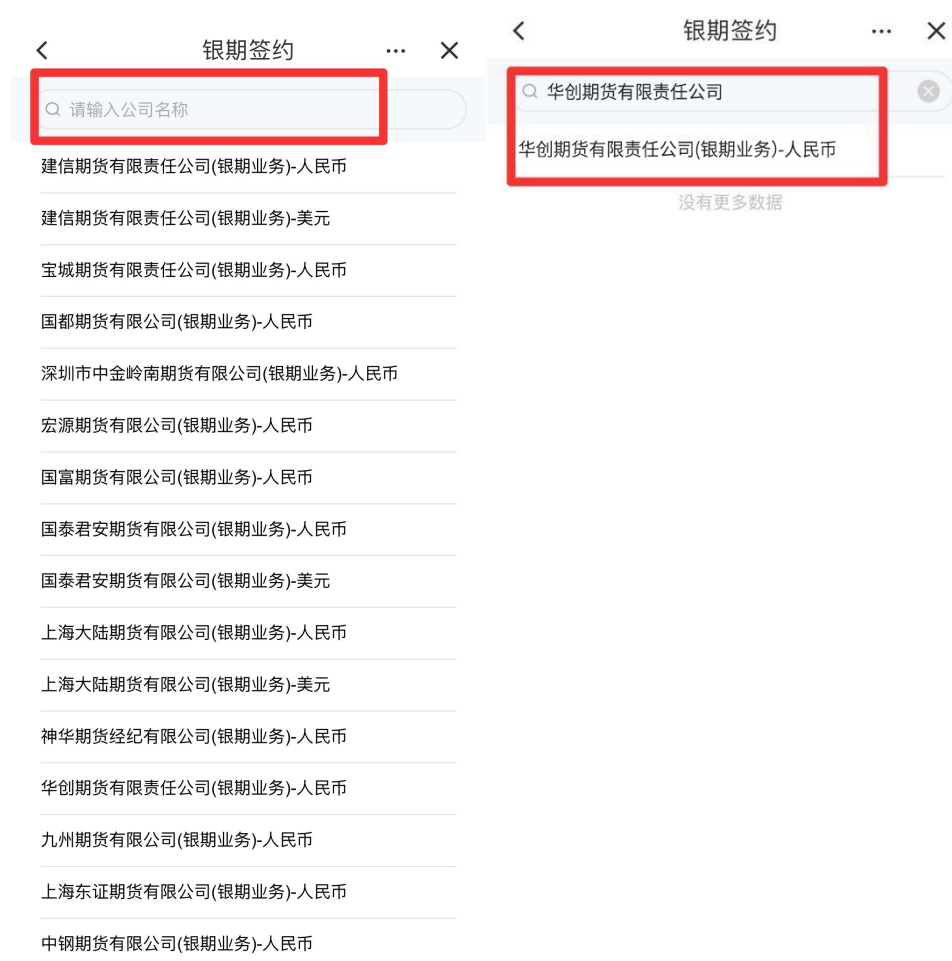 银期签约
请输入公司名称
建信期货有限责任公司(银期业务)-人民币
建信期货有限责任公司(银期业务)-美元
宝城期货有限责任公司(银期业务)-人民币
国都期货有限公司(银期业务)-人民币
深圳市中金岭南期货有限公司(银期业务)-人民币
宏源期货有限公司(银期业务)-人民币
国富期货有限公司(银期业务)-人民币
国泰君安期货有限公司(银期业务)-人民币
国泰君安期货有限公司(银期业务)-美元
上海大陆期货有限公司(银期业务)-人民币
上海大陆期货有限公司(银期业务)-美元
神华期货经纪有限公司(银期业务)-人民币
华创期货有限责任公司(银期业务)-人民币
九州期货有限公司(银期业务)-人民币
上海东证期货有限公司(银期业务)-人民币
中钢期货有限公司(银期业务)-人民币
银期签约
华创期货有限责任公司
华创期货有限责任公司(银期业务)-人民币
没有更多数据